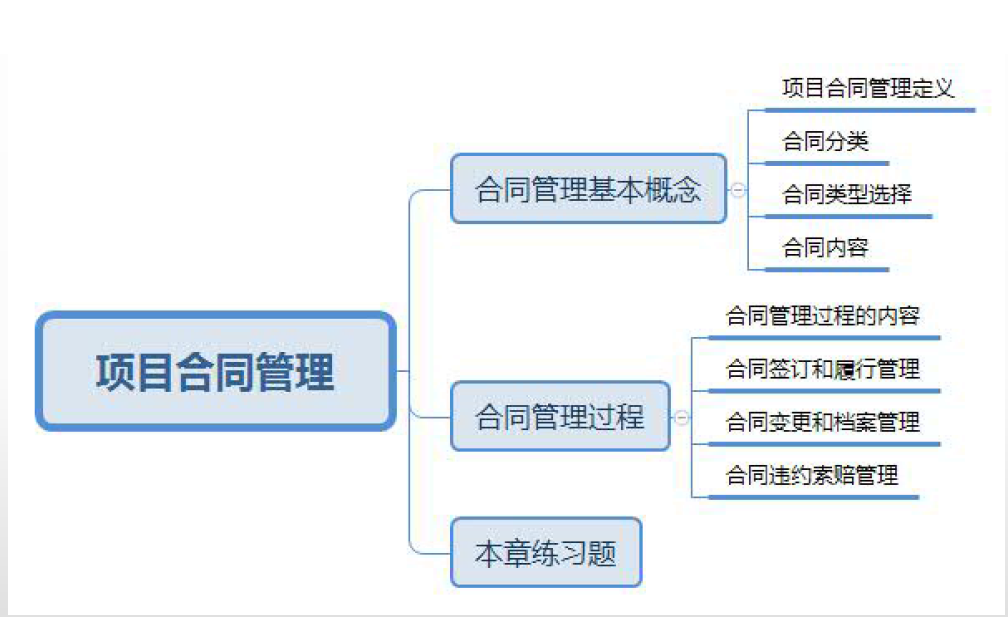 项目合同管理
合同管理基本概念
项目合同管理定义
合同分类
合同类型选择
合同内容
合同管理过程
合同管理过程的内容
合同签订和履行管理
合同变更和档案管理
合同违约索赔管理
本章练习题